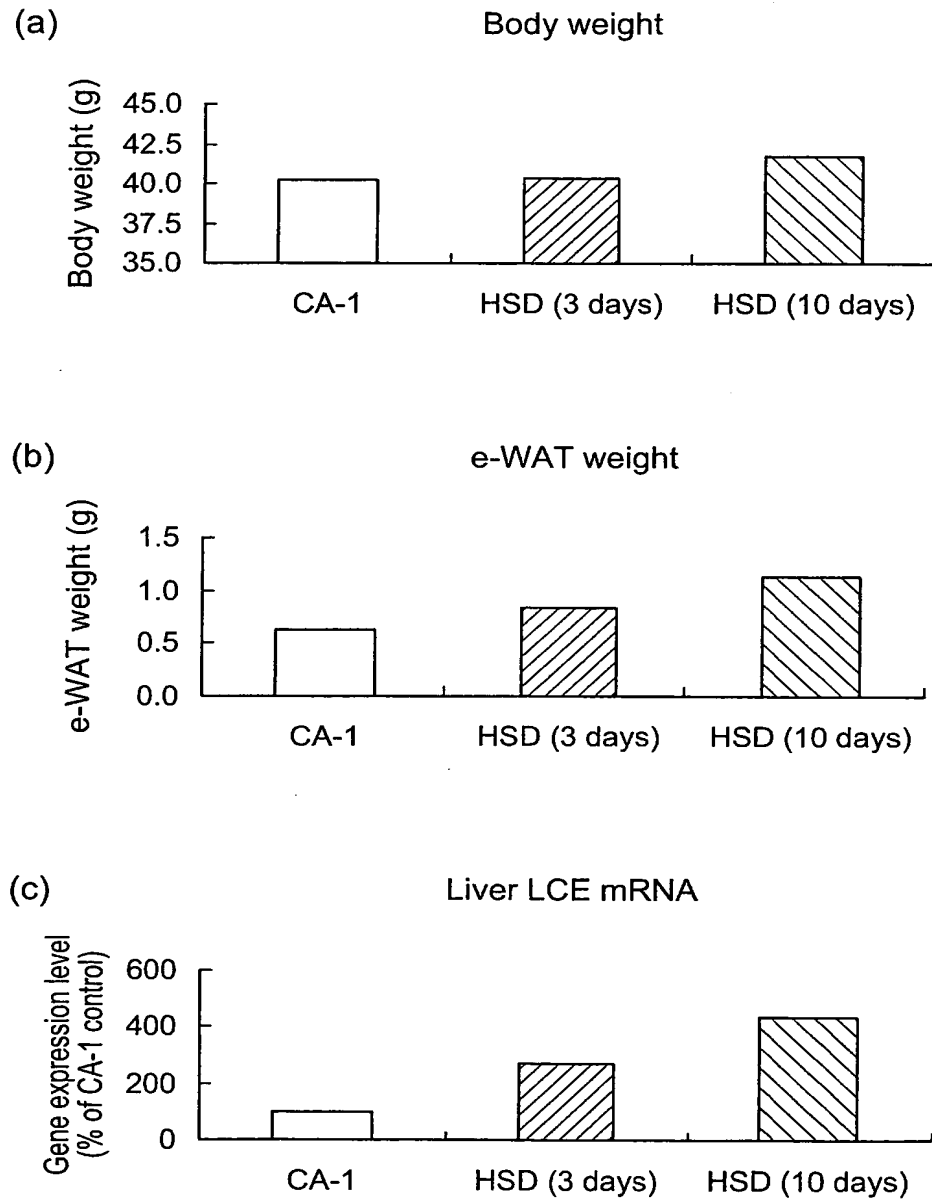 (a)
Body weight
Body weight (g)
45.0
42.5
40.0
37.5
35.0
CA-1
HSD (3 days)
HSD (10 days)
(b)
e-WAT weight
e-WAT weight (g)
1.5
1.0
0.5
0.0
CA-1
HSD (3 days)
HSD (10 days)
(c)
Liver LCE mRNA
Gene expression level
(% of CA-1 control)
600
400
200
0
CA-1
HSD (3 days)
HSD (10 days)